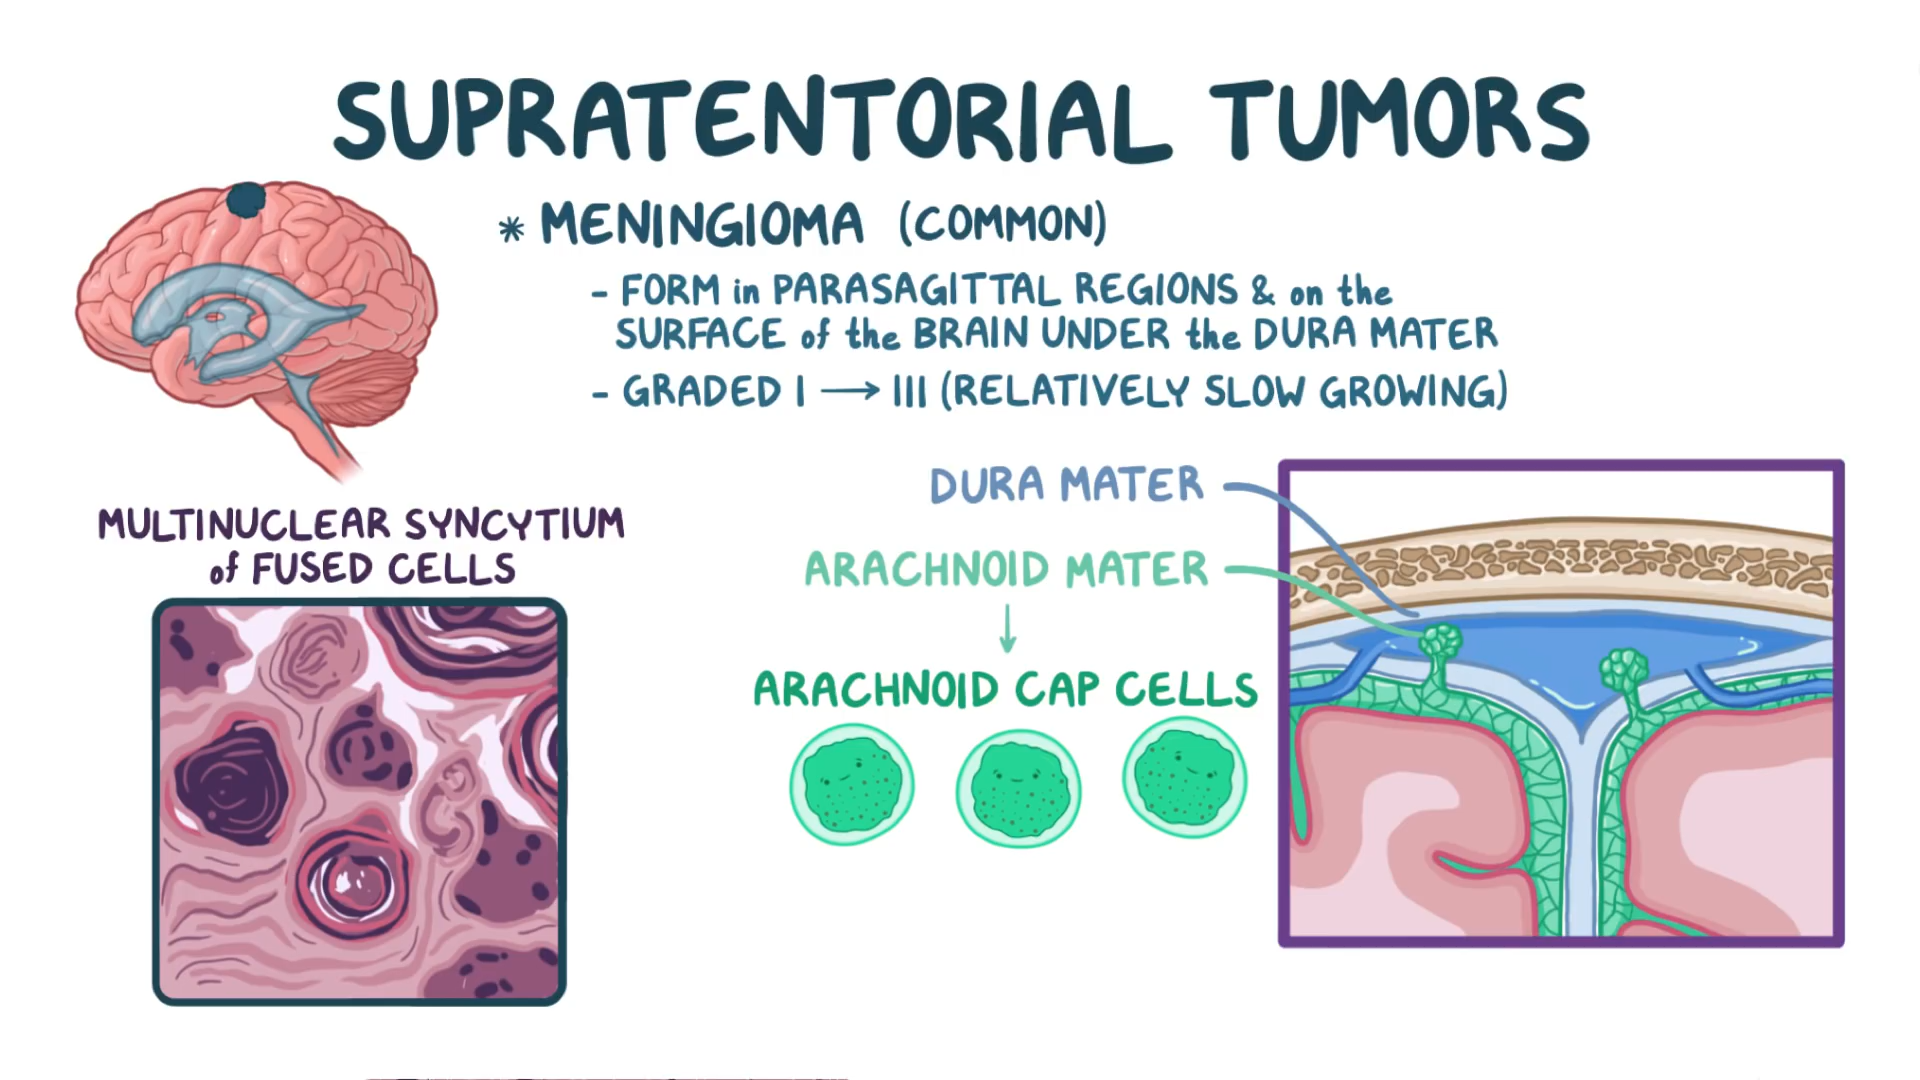 SUPRATENTORIAL TUMORS
* MENINGIOMA (COMMON)
- FORM in PARASAGITTAL REGIONS & on the
SURFACE of the BRAIN UNDER the DURA MATER
- GRADED I → III (RELATIVELY SLOW GROWING)
DURA MATER
MULTINUCLEAR SYNCYTIUM
of FUSED CELLS
ARACHNOID MATER
↓
ARACHNOID CAP CELLS